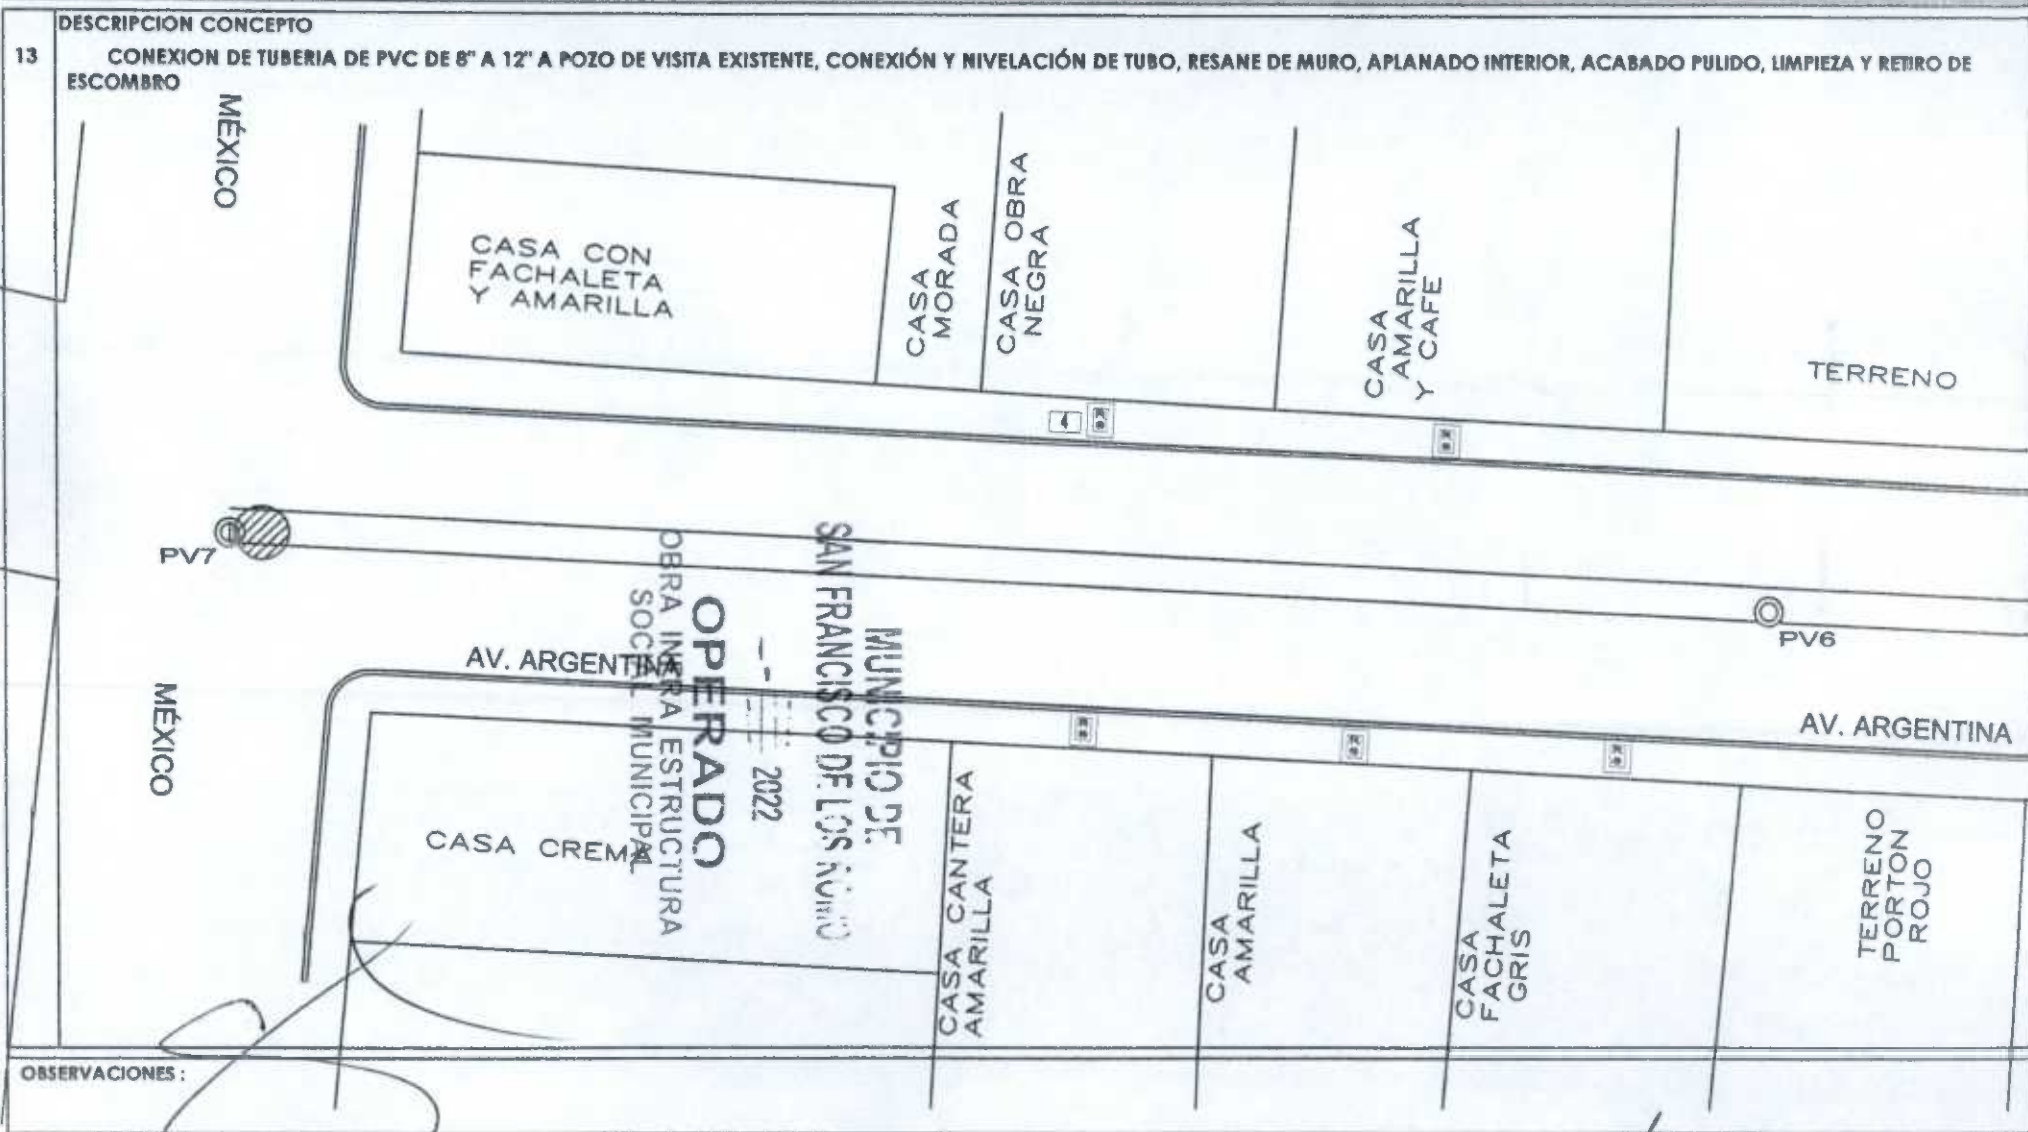 DESCRIPCION CONCEPTO
13 CONEXION DE TUBERIA DE PVC DE 8" A 12" A POZO DE VISITA EXISTENTE, CONEXIÓN Y NIVELACIÓN DE TUBO, RESANE DE MURO, APLANADO INTERIOR, ACABADO PULIDO, LIMPIEZA Y RETIRO DE
ESCOMBRO
MÉXICO
CASA CON
FACHALETA
Y AMARILLA
CASA
MORADA
CASA OBRA
NEGRA
CASA
AMARILLA
Y CAFE
TERRENO
4
PV7
PV6
AV. ARGENTINA
AV. ARGENTINA
MÉXICO
MUNICIPIO DE
SAN FRANCISCO DE LOS
2022
OPERADO
OBRA INFRA ESTRUCTURA
SOCIAL MUNICIPAL
CASA CREMA
CASA CANTERA
AMARILLA
CASA
AMARILLA
CASA
FACHALETA
GRIS
TERRENO
PORTON
ROJO
OBSERVACIONES :